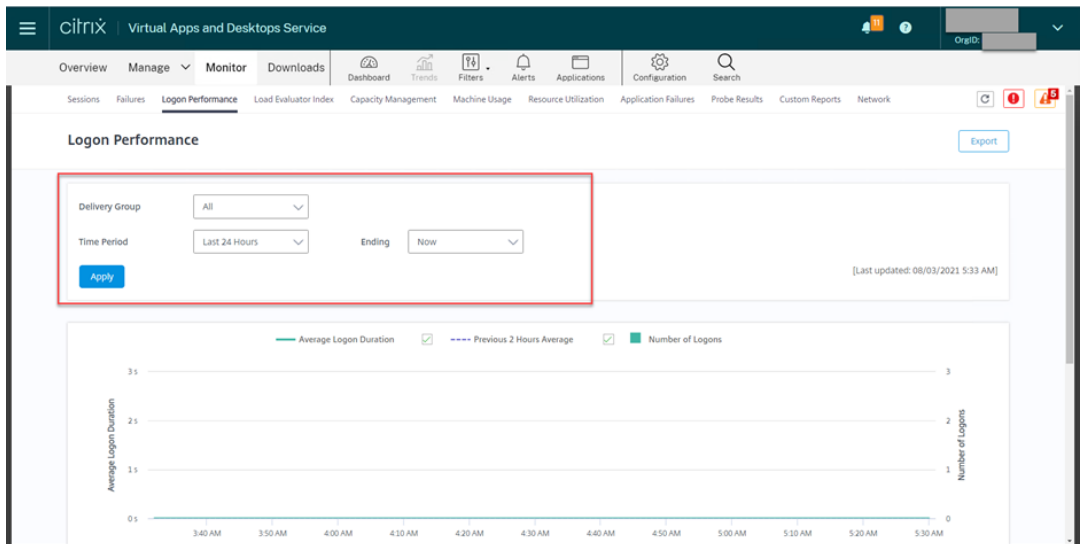 citrix | Virtual Apps and Desktops Service 11 ?
OrgID:
Overview Manage Monitor Downloads Dashboard Trends Filters Alerts Applications Configuration Search
Sessions Failures Logon Performance Load Evaluator Index Capacity Management Machine Usage Resource Utilization Application Failures Probe Results Custom Reports Network 5
Logon Performance Export
Delivery Group All
Time Period Last 24 Hours Ending Now
Apply [Last updated: 08/03/2021 5:33 AM]
Average Logon Duration Previous 2 Hours Average Number of Logons
3 s 3
2 s 2
1 s 1
0 s 0
Average Logon Duration
Number of Logons
3:40 AM 3:50 AM 4:00 AM 4:10 AM 4:20 AM 4:30 AM 4:40 AM 4:50 AM 5:00 AM 5:10 AM 5:20 AM 5:30 AM